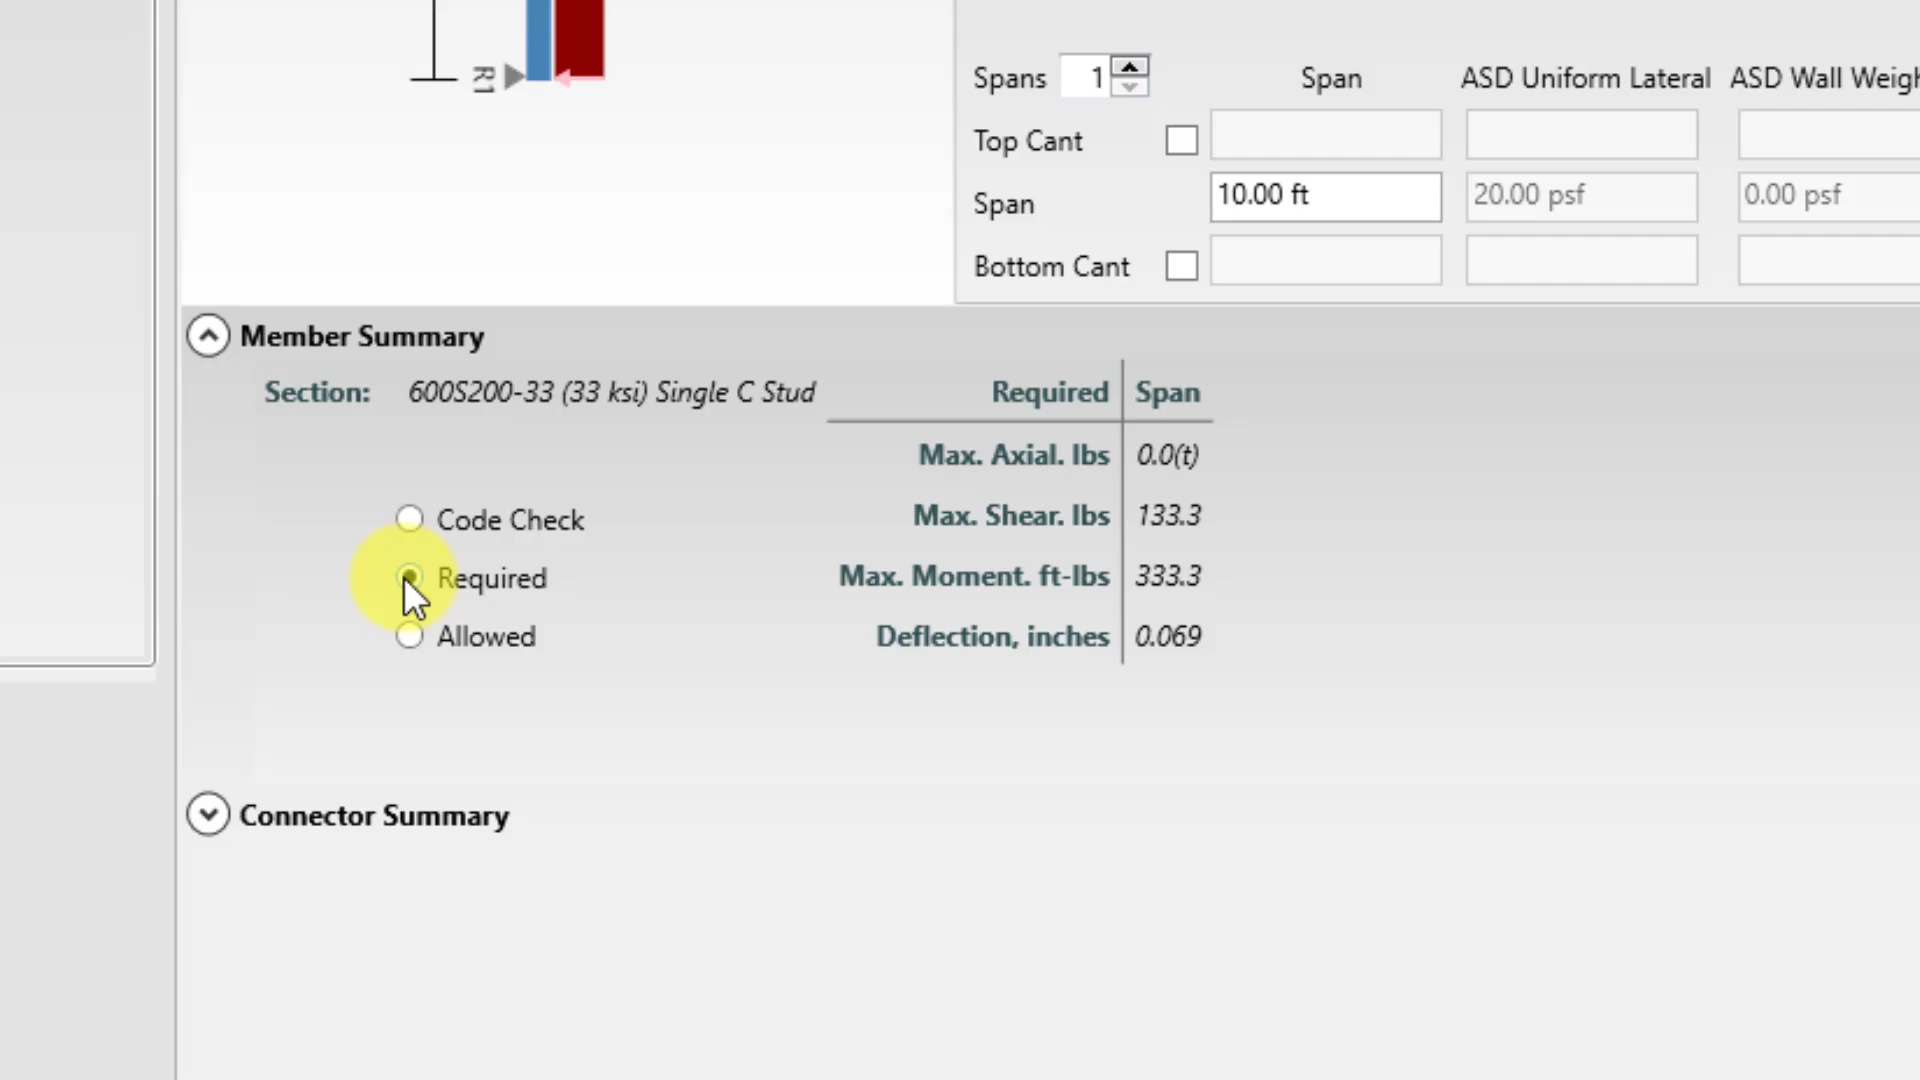 R1
Spans 1 Span ASD Uniform Lateral ASD Wall Weigh
Top Cant
Span 10.00 ft 20.00 psf 0.00 psf
Bottom Cant
Member Summary
Section: 600S200-33 (33 ksi) Single C Stud Required Span
Max. Axial. lbs 0.0(t)
Code Check Max. Shear. lbs 133.3
Required Max. Moment. ft-lbs 333.3
Allowed Deflection, inches 0.069
Connector Summary